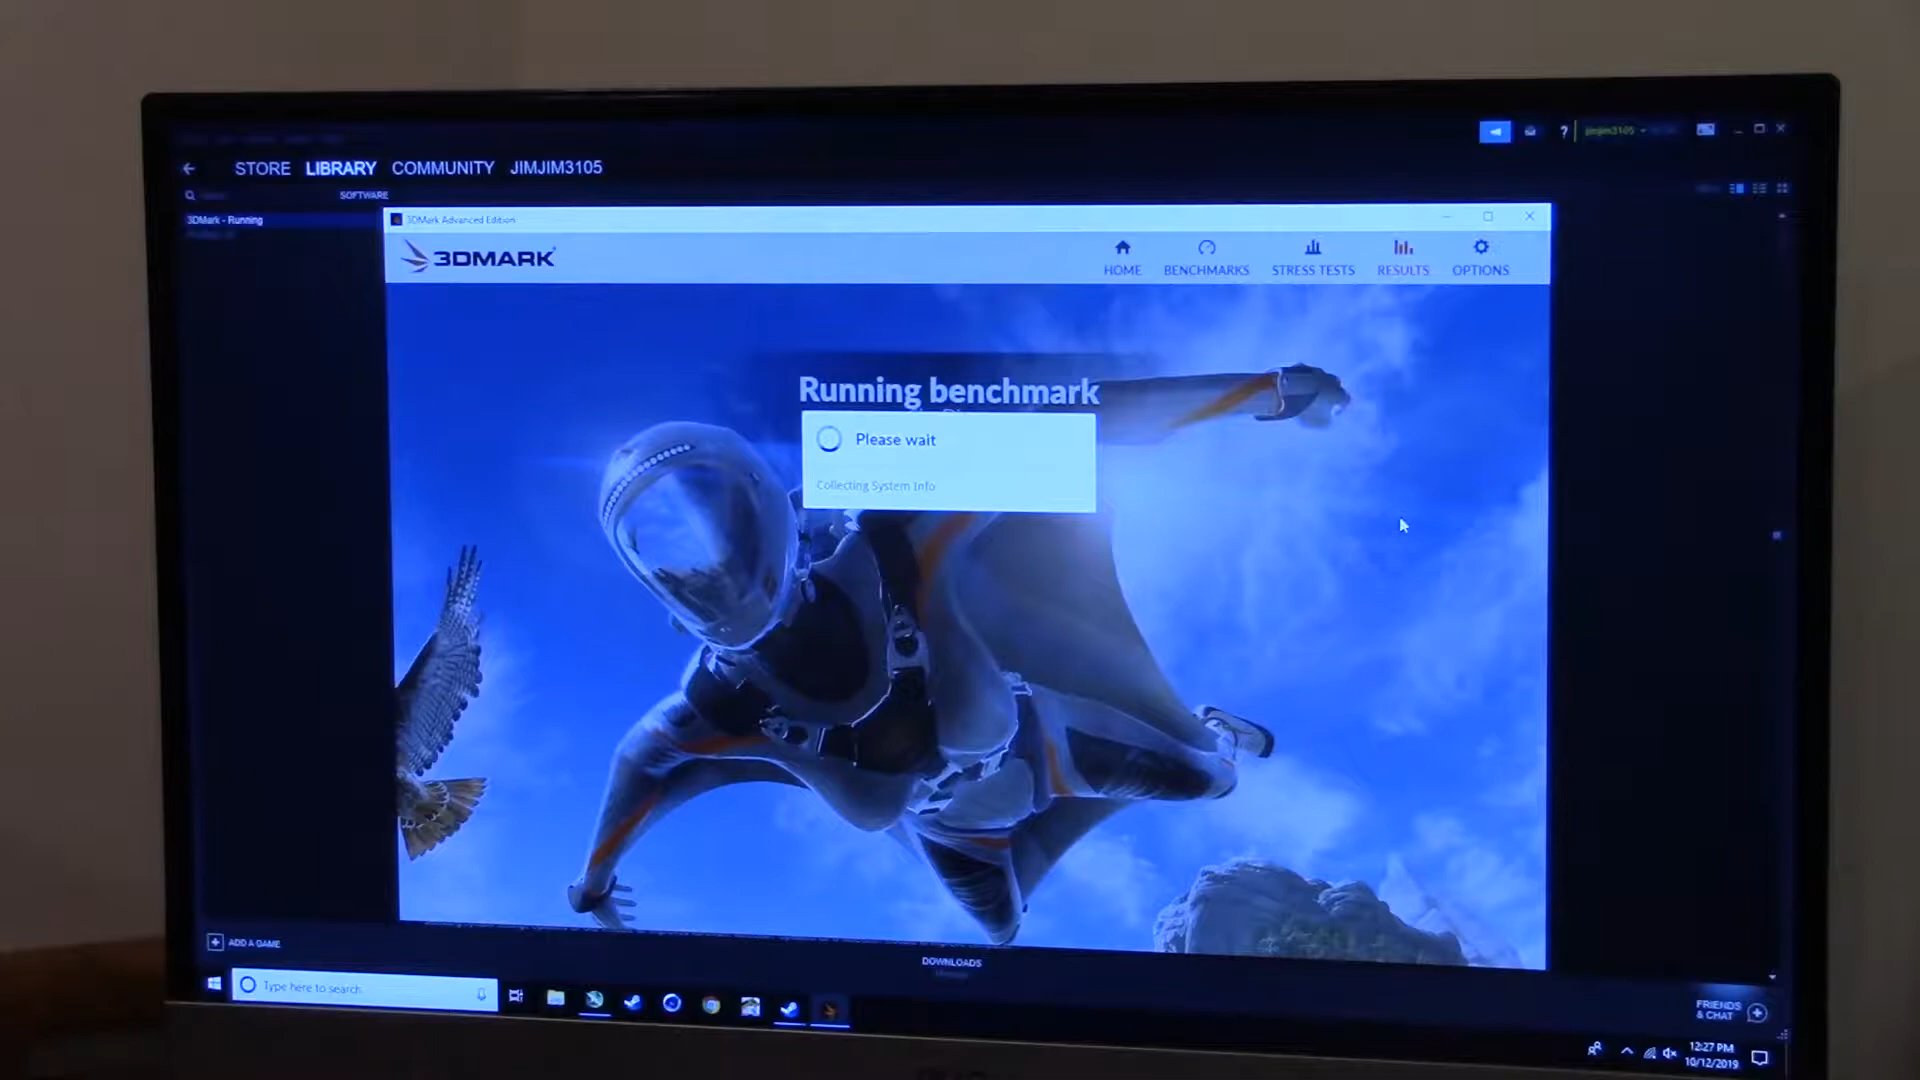 ?
jimjim3105
STORE LIBRARY COMMUNITY JIMJIM3105
SOFTWARE
3DMark - Running
3DMark Advanced Edition
3DMARK
HOME BENCHMARKS STRESS TESTS RESULTS OPTIONS
Running benchmark
Please wait
Collecting System Info
+ ADD A GAME
DOWNLOADS
Type here to search
FRIENDS
& CHAT
12:27 PM
10/12/2019